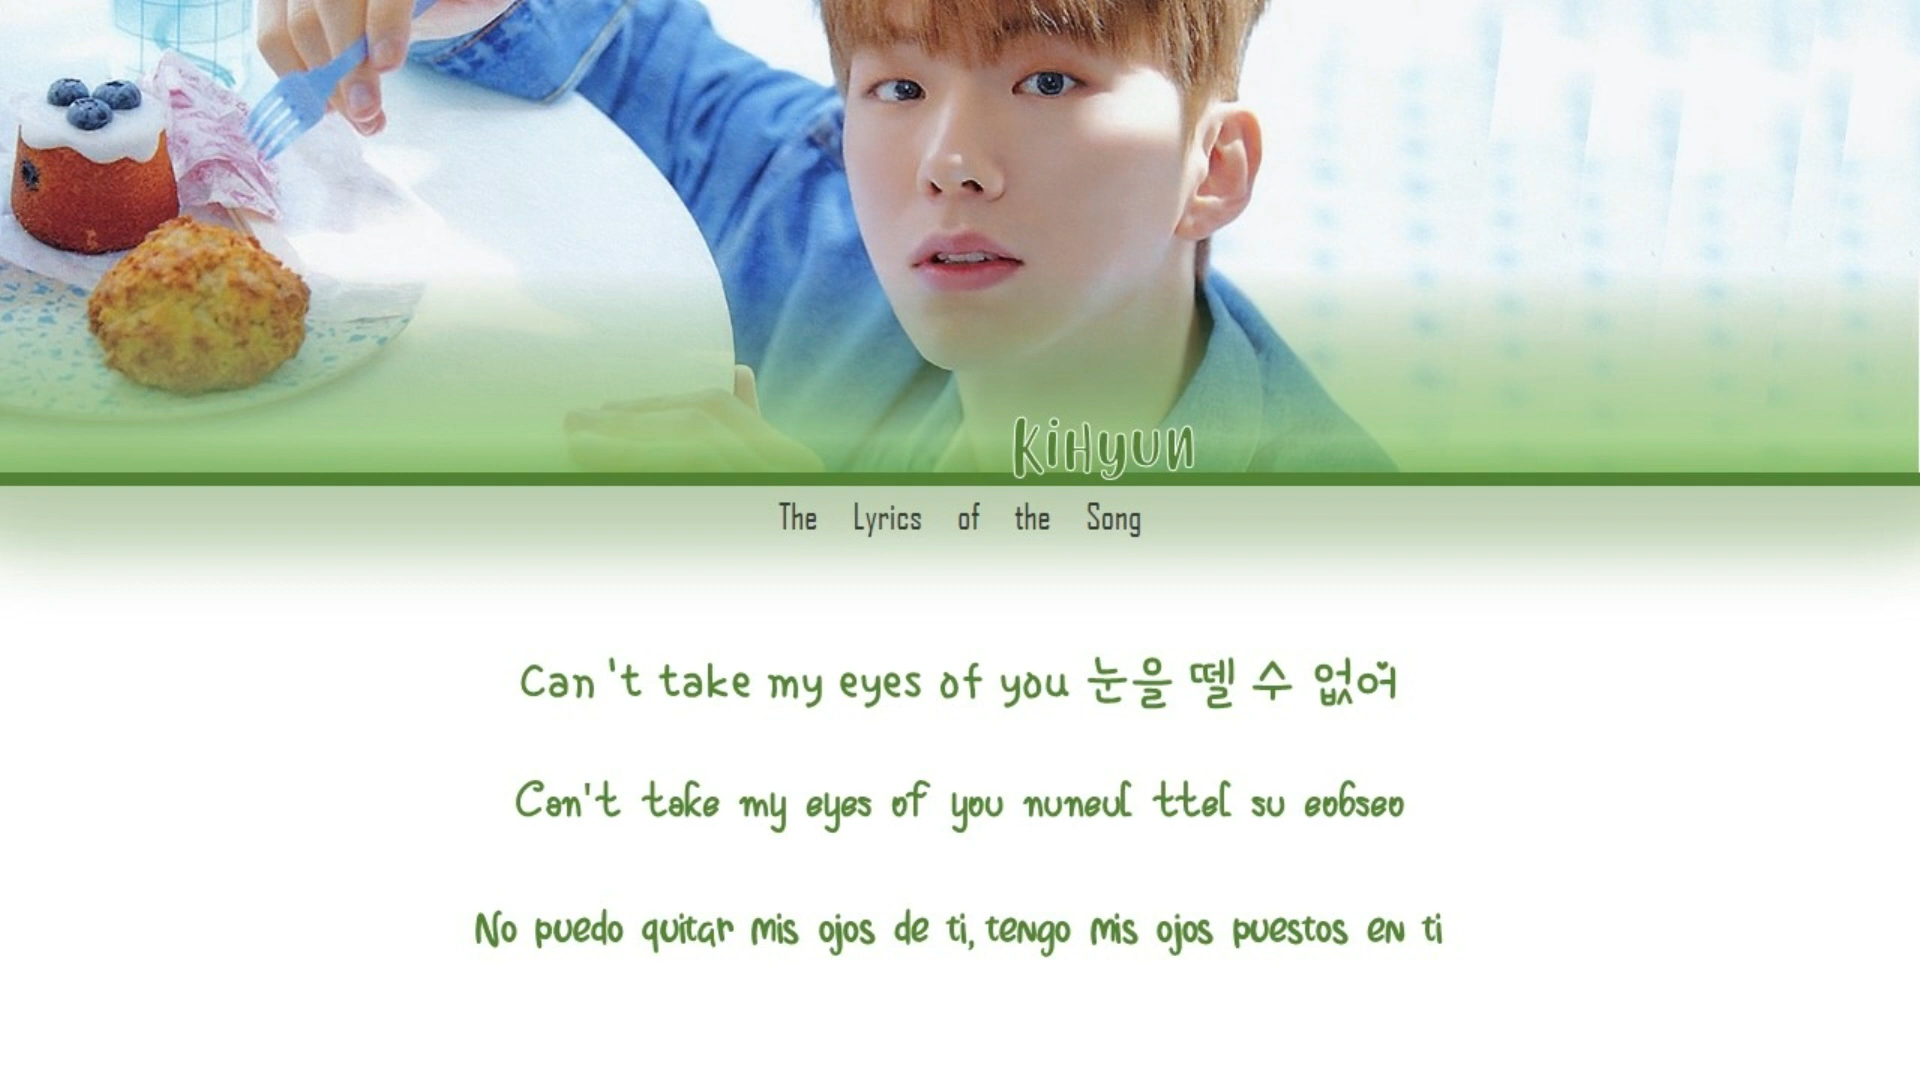 KiHyun
The Lyrics of the Song
Can't take my eyes of you 눈을 뗄 수 없어
Can't take my eyes of you nuneul ttel su eobseo
No puedo quitar mis ojos de ti, tengo mis ojos puestos en ti